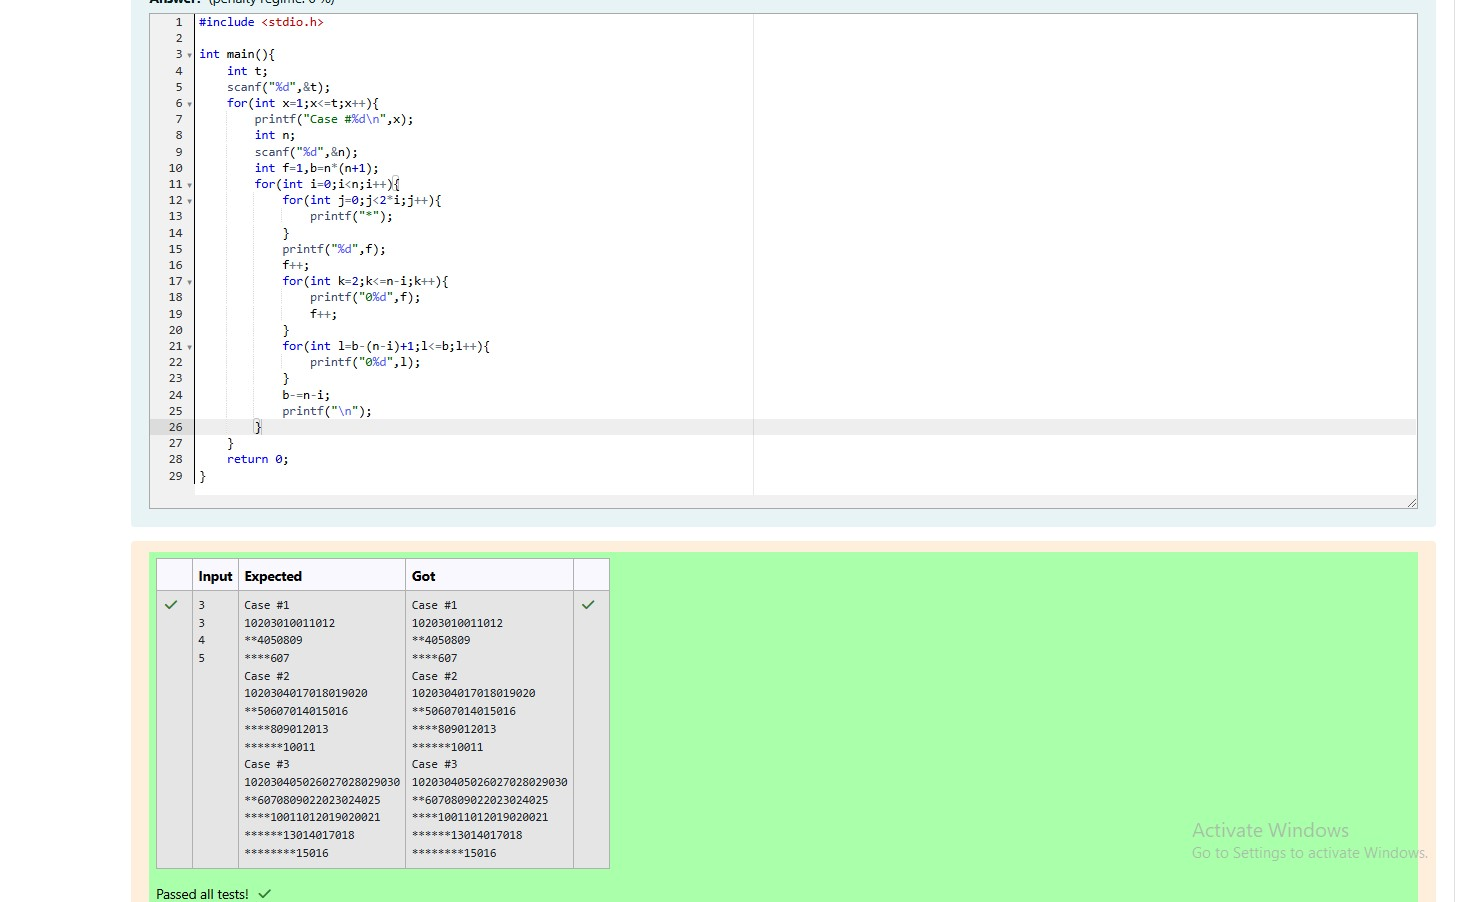 Answer: (penalty regime: 0 %)
1 #include <stdio.h>
2
3 int main(){
4 int t;
5 scanf("%d",&t);
6 for(int x=1;x<=t;x++){
7 printf("Case #%d\n",x);
8 int n;
9 scanf("%d",&n);
10 int f=1,b=n*(n+1);
11 for(int i=0;i<n;i++){
12 for(int j=0;j<2*i;j++){
13 printf("*");
14 }
15 printf("%d",f);
16 f++;
17 for(int k=2;k<=n-i;k++){
18 printf("0%d",f);
19 f++;
20 }
21 for(int l=b-(n-i)+1;l<=b;l++){
22 printf("0%d",l);
23 }
24 b-=n-i;
25 printf("\n");
26 }
27 }
28 return 0;
29 }
Input Expected Got
3 Case #1 Case #1
3 10203010011012 10203010011012
4 **4050809 **4050809
5 ****607 ****607
Case #2 Case #2
1020304017018019020 1020304017018019020
**50607014015016 **50607014015016
****809012013 ****809012013
******10011 ******10011
Case #3 Case #3
102030405026027028029030 102030405026027028029030
**6070809022023024025 **6070809022023024025
****10011012019020021 ****10011012019020021
******13014017018 ******13014017018
********15016 ********15016
Activate Windows
Go to Settings to activate Windows.
Passed all tests!